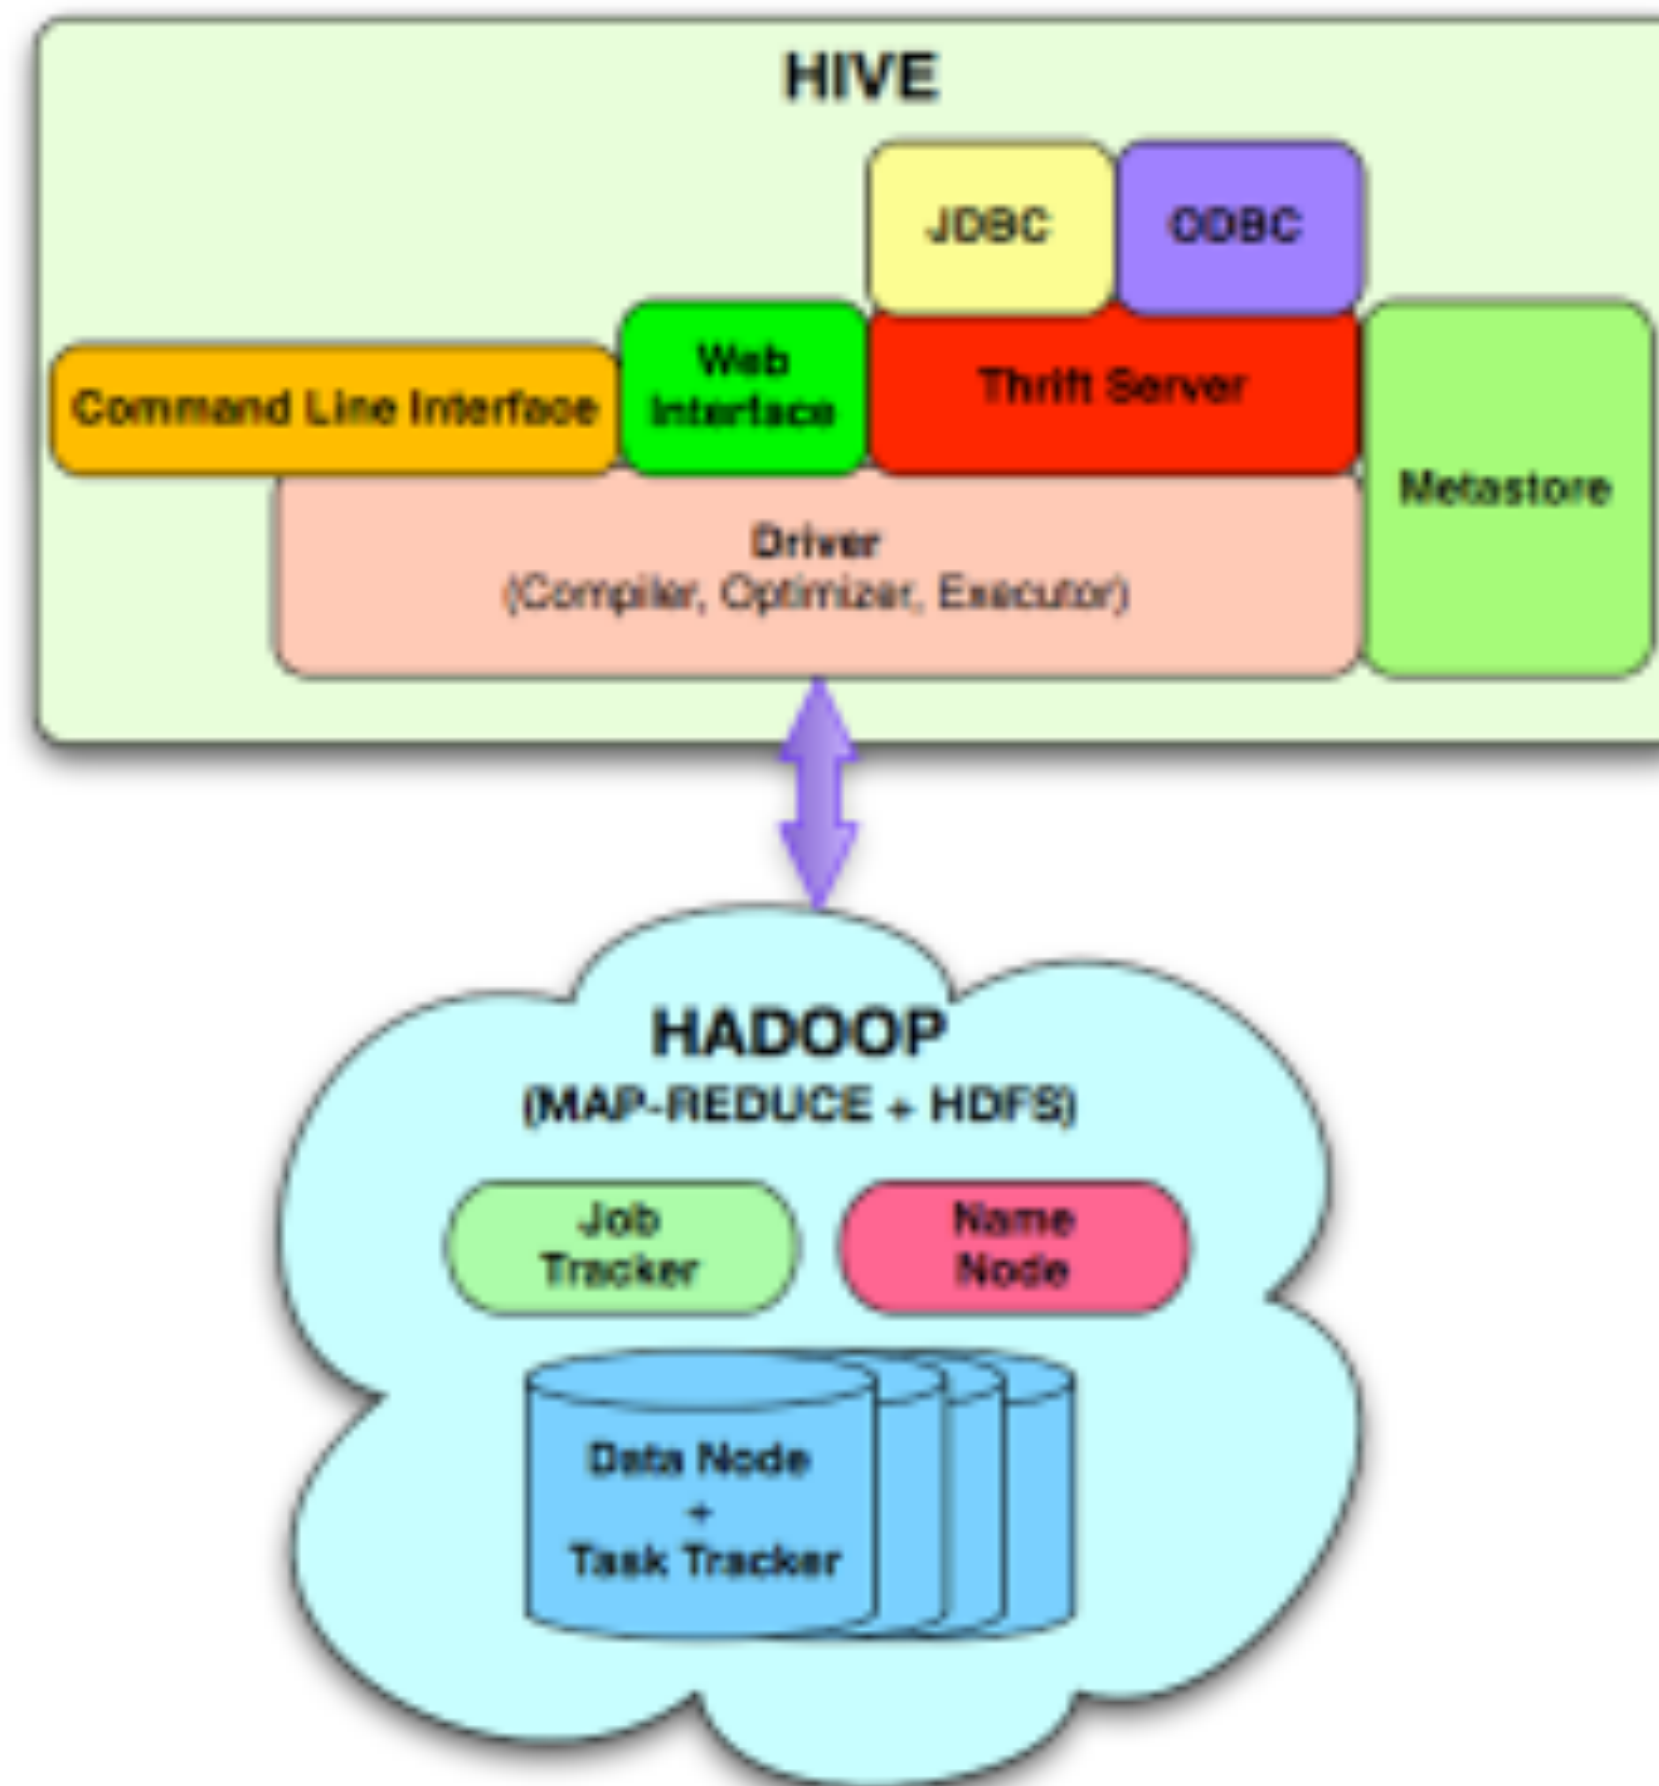 HIVE
JDBC
ODBC
Command Line Interface
Web
Interface
Thrift Server
Metastore
Driver
(Compiler, Optimizer, Executor)
HADOOP
(MAP-REDUCE + HDFS)
Job
Tracker
Name
Node
Data Node
+
Task Tracker